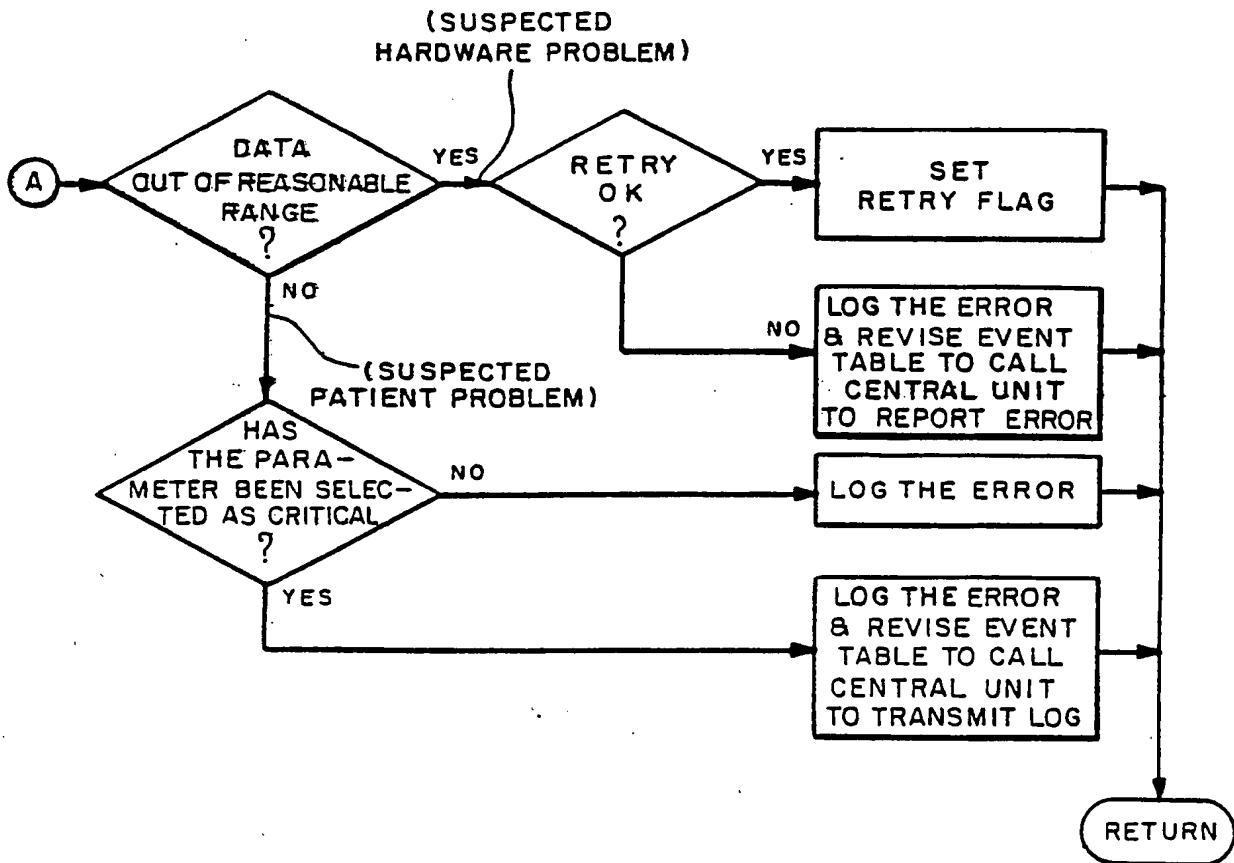 (SUSPECTED
HARDWARE PROBLEM)
A
DATA
OUT OF REASONABLE
RANGE
?
YES
RETRY
OK
?
YES
SET
RETRY FLAG
NO
NO
LOG THE ERROR
& REVISE EVENT
TABLE TO CALL
CENTRAL UNIT
TO REPORT ERROR
(SUSPECTED
PATIENT PROBLEM)
HAS
THE PARA-
METER BEEN SELEC-
TED AS CRITICAL
?
NO
LOG THE ERROR
YES
LOG THE ERROR
& REVISE EVENT
TABLE TO CALL
CENTRAL UNIT
TO TRANSMIT LOG
RETURN